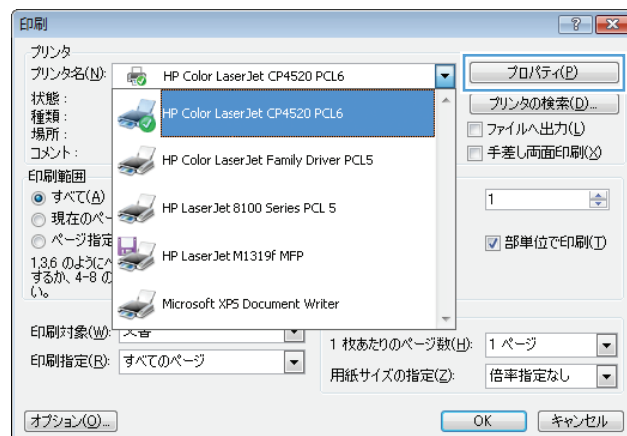 印刷
プリンタ
プリンタ名(N): HP Color LaserJet CP4520 PCL6 プロパティ(P)
状態 :
HP Color LaserJet CP4520 PCL6 プリンタの検索(D)...
種類 :
ファイルへ出力(L)
場所 :
コメント : HP Color LaserJet Family Driver PCL5 手差し両面印刷(X)
印刷範囲
すべて(A) HP LaserJet 8100 Series PCL 5 1
現在のペー
ページ指定 部単位で印刷(T)
1,3,6 のように HP LaserJet M1319f MFP
するか、4-8 の
い。
Microsoft XPS Document Writer
印刷対象(W): 文書
1 枚あたりのページ数(H): 1 ページ
印刷指定(R): すべてのページ
用紙サイズの指定(Z): 倍率指定なし
オプション(O)... OK キャンセル